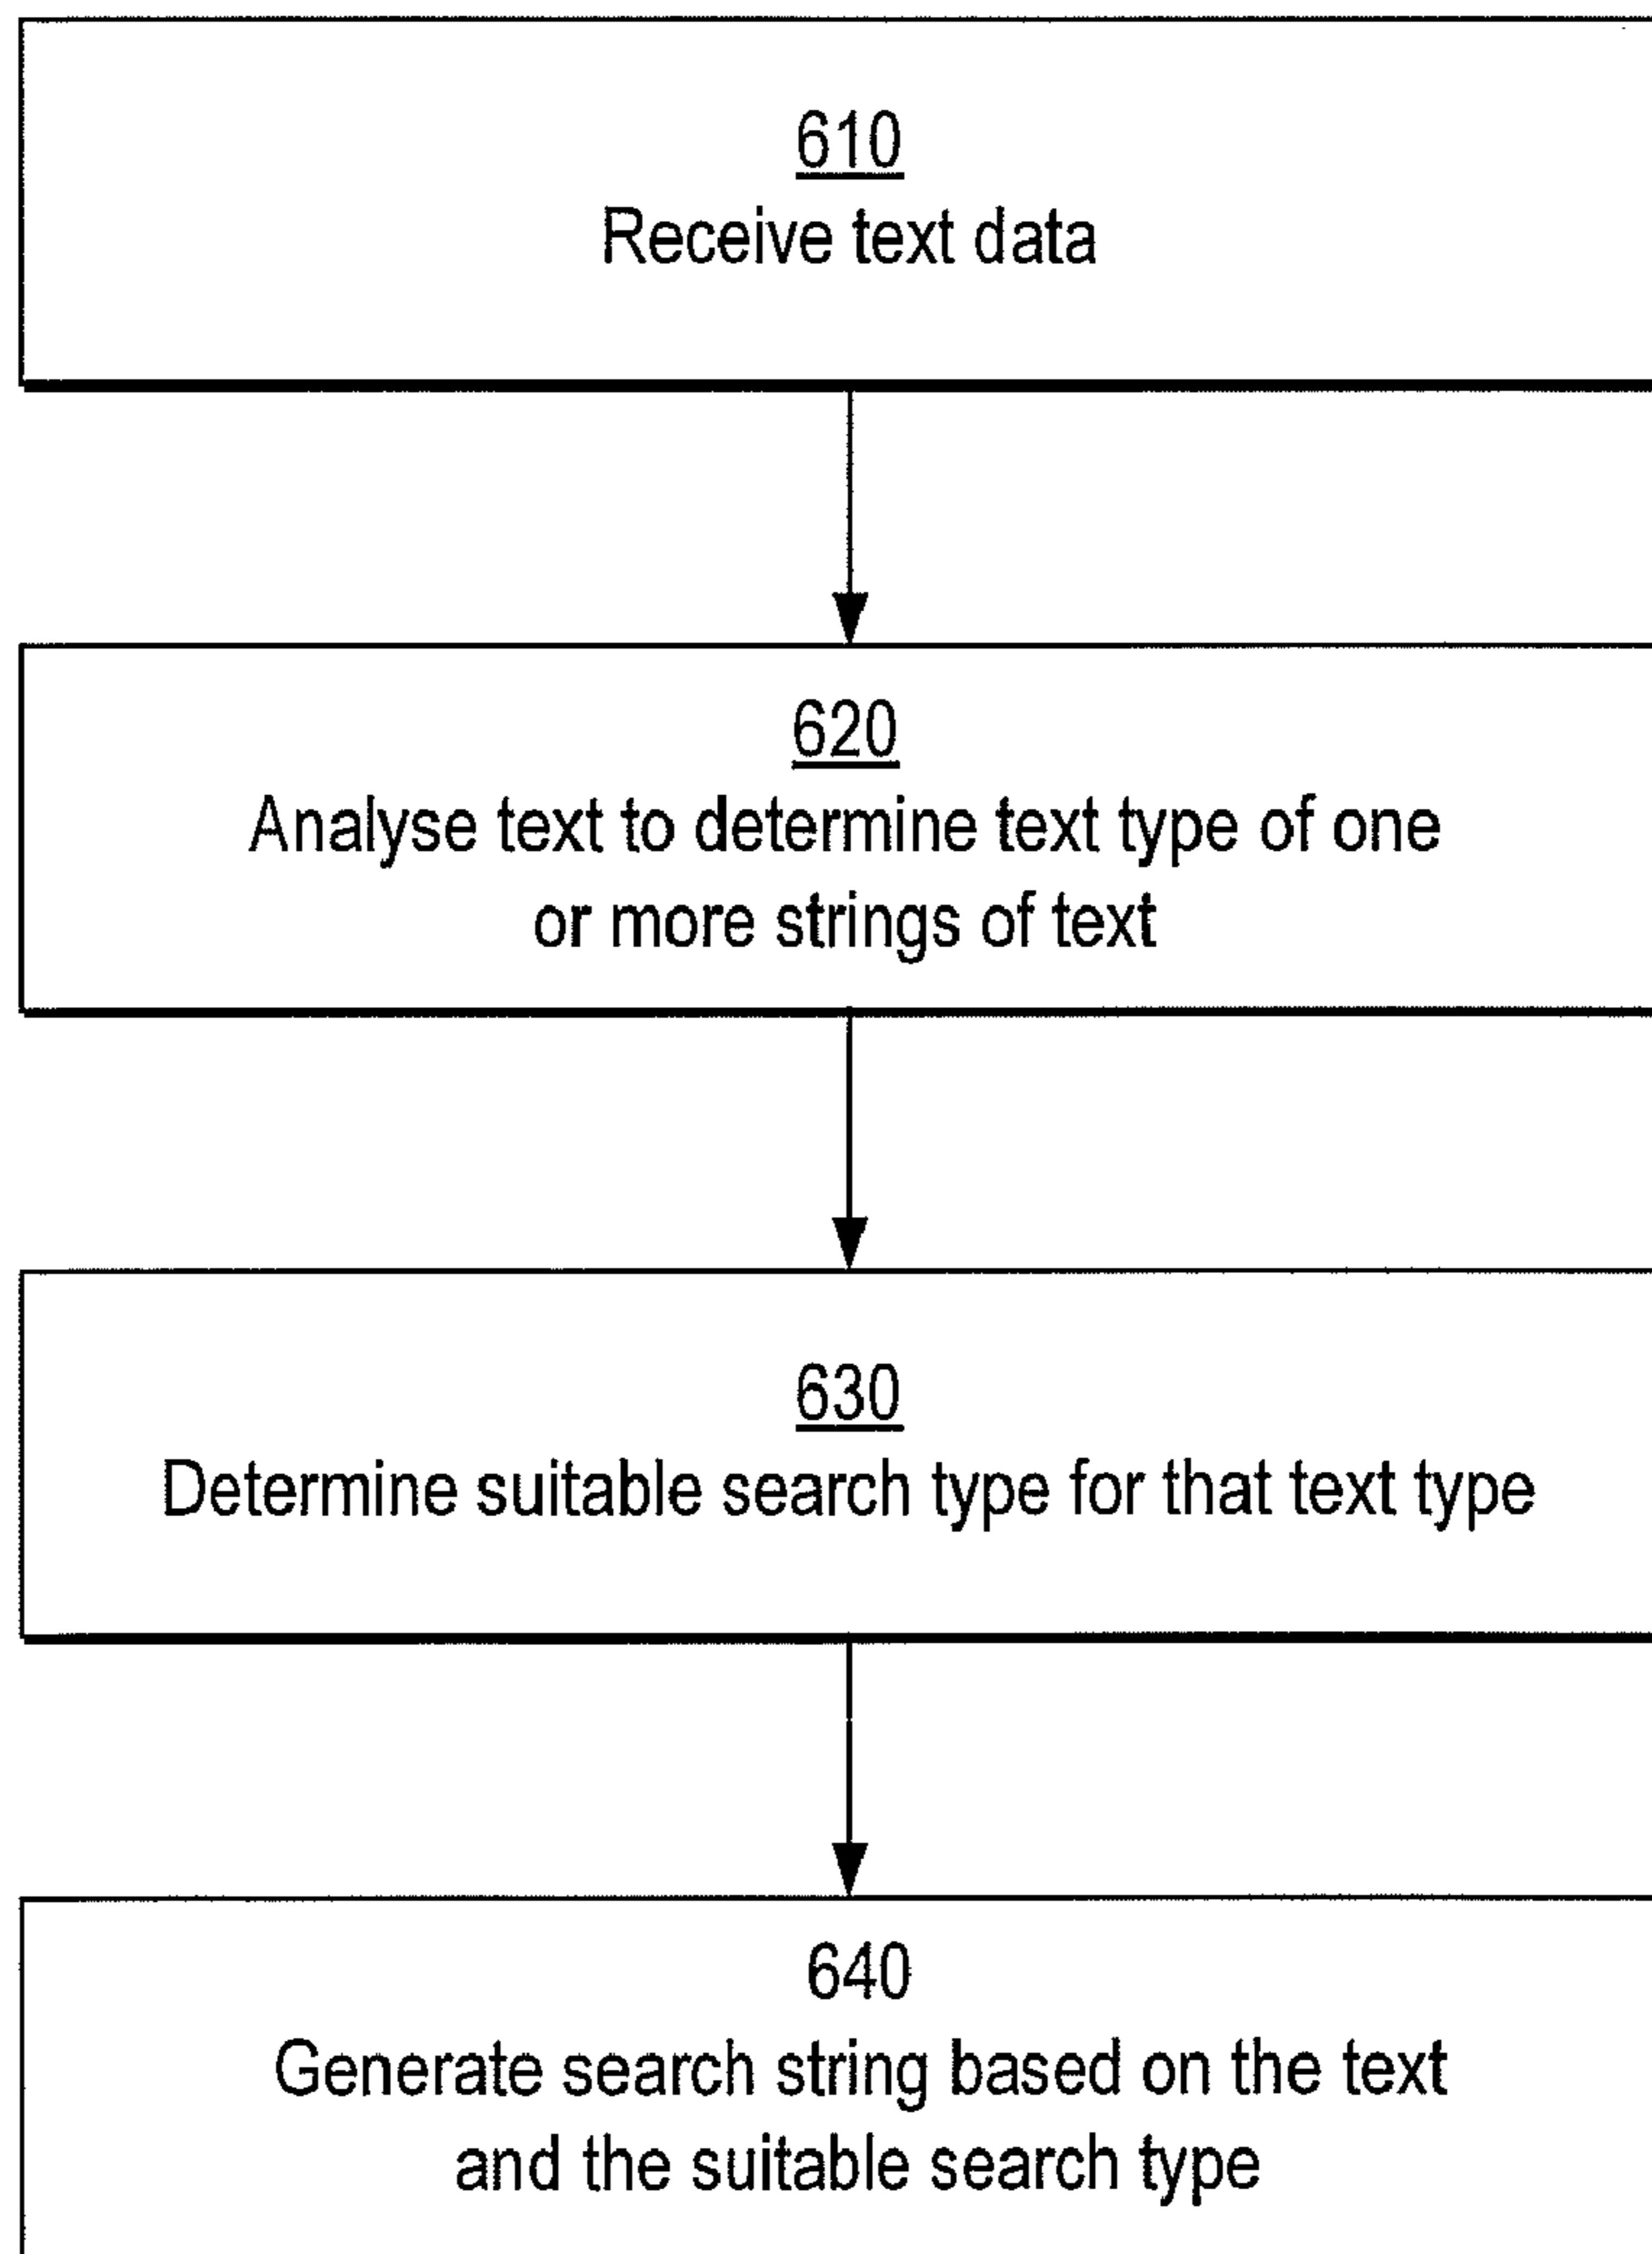 610
Receive text data
620
Analyse text to determine text type of one
or more strings of text
630
Determine suitable search type for that text type
640
Generate search string based on the text
and the suitable search type